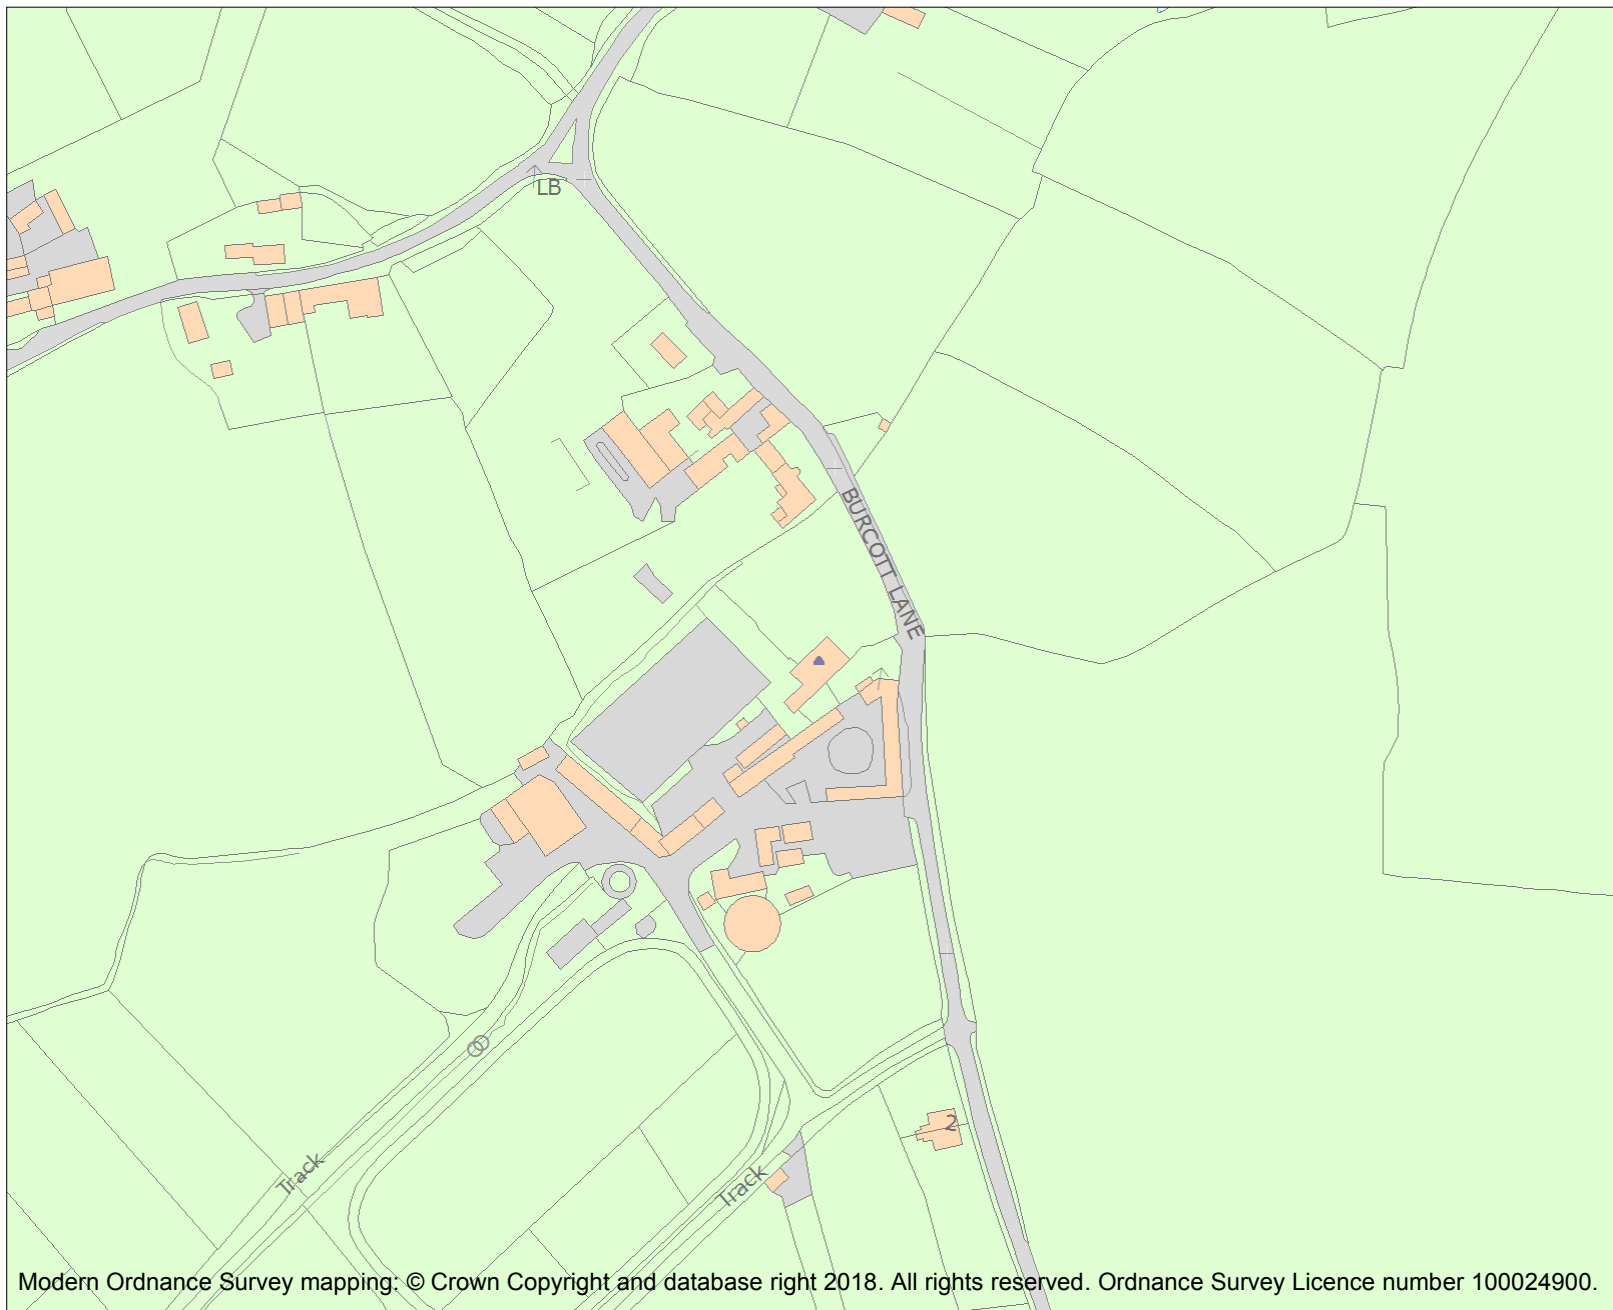 LB
BURCOTT LANE
2
Track
Track
Modern Ordnance Survey mapping: © Crown Copyright and database right 2018. All rights reserved. Ordnance Survey Licence number 100024900.